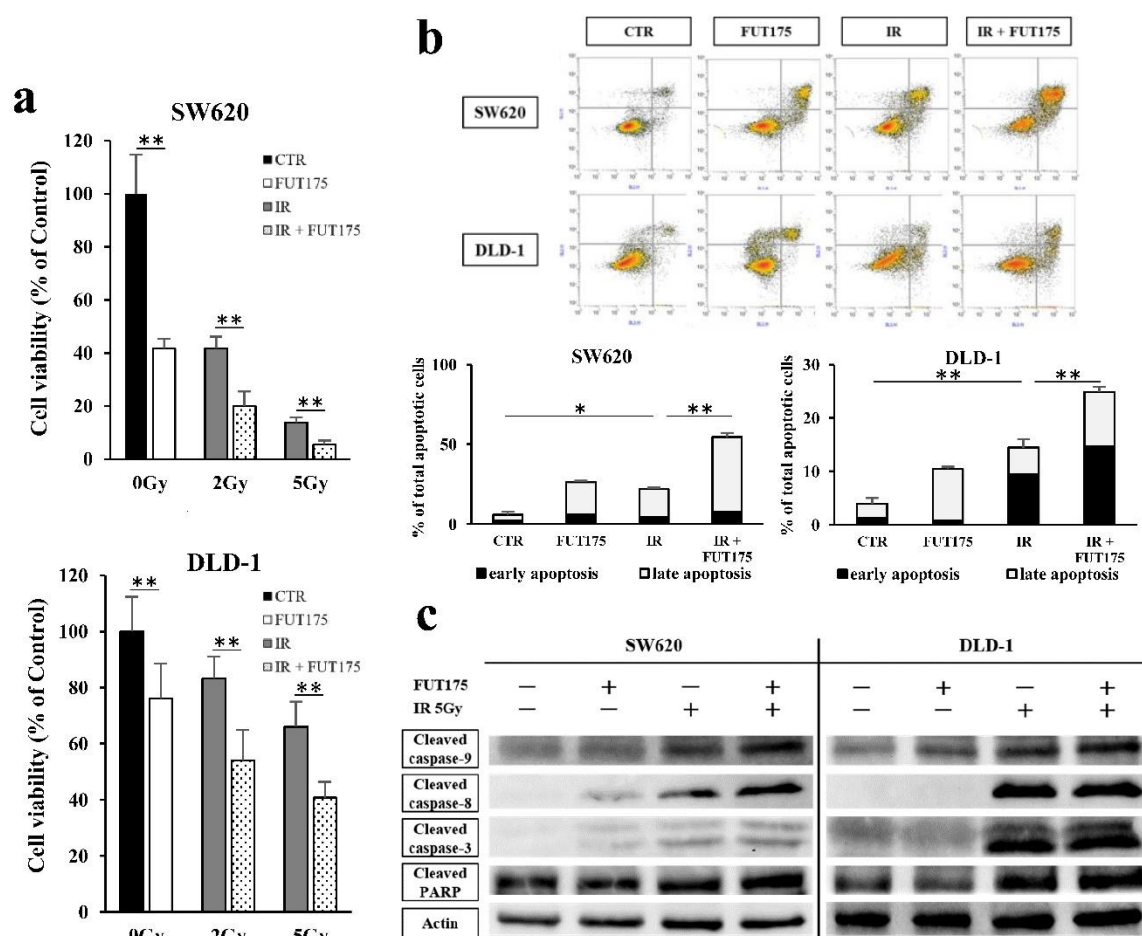 a
SW620
Cell viability (% of Control)
120
100
80
60
40
20
0
**
**
**
CTR
FUT175
IR
IR + FUT175
0Gy
2Gy
5Gy
DLD-1
Cell viability (% of Control)
120
100
80
60
40
20
0
**
**
**
CTR
FUT175
IR
IR + FUT175
0Gy
2Gy
5Gy
b
CTR
FUT175
IR
IR + FUT175
SW620
DLD-1
SW620
% of total apoptotic cells
100
50
0
*
**
CTR
FUT175
IR
IR +
FUT175
early apoptosis
late apoptosis
DLD-1
% of total apoptotic cells
30
20
10
0
**
**
CTR
FUT175
IR
IR +
FUT175
early apoptosis
late apoptosis
c
SW620
DLD-1
FUT175 − + − + − + − +
IR 5Gy − − + + − − + +
Cleaved
caspase-9
Cleaved
caspase-8
Cleaved
caspase-3
Cleaved
PARP
Actin